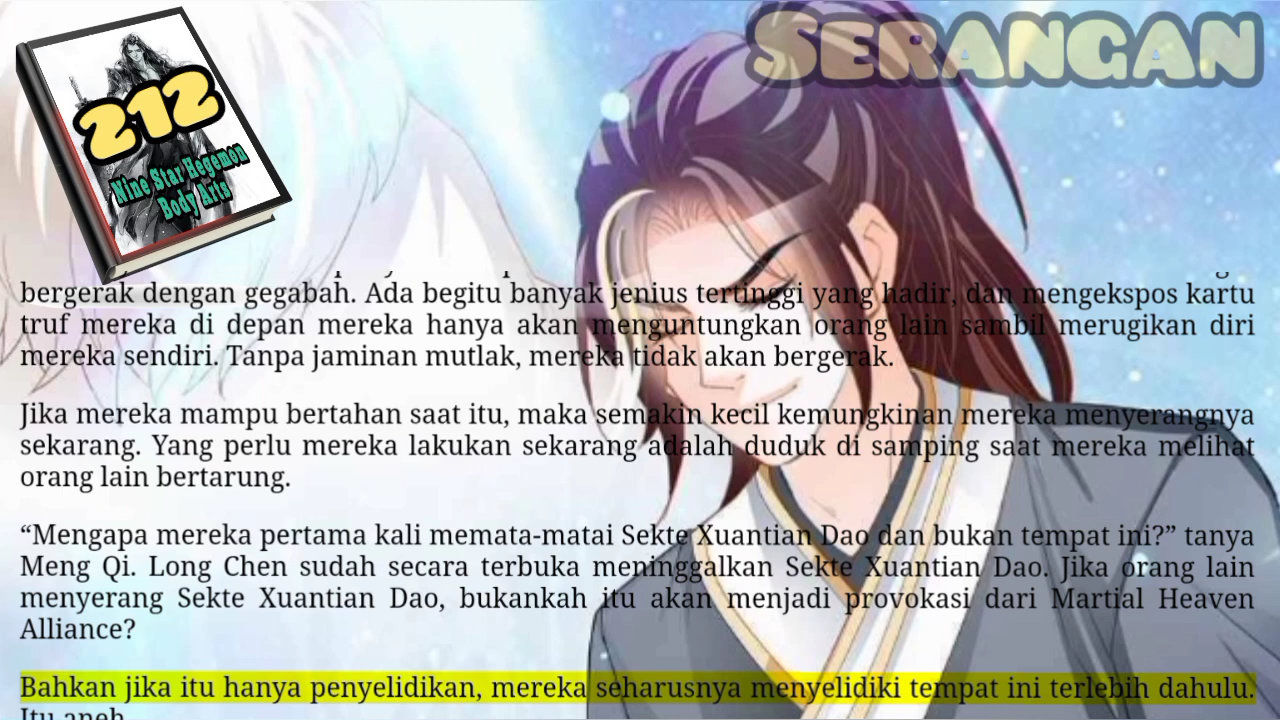 SERANGAN
212
Nine Star Hegemon
Body Arts
bergerak dengan gegabah. Ada begitu banyak jenius tertinggi yang hadir, dan mengekspos kartu
truf mereka di depan mereka hanya akan menguntungkan orang lain sambil merugikan diri
mereka sendiri. Tanpa jaminan mutlak, mereka tidak akan bergerak.
Jika mereka mampu bertahan saat itu, maka semakin kecil kemungkinan mereka menyerangnya
sekarang. Yang perlu mereka lakukan sekarang adalah duduk di samping saat mereka melihat
orang lain bertarung.
“Mengapa mereka pertama kali memata-matai Sekte Xuantian Dao dan bukan tempat ini?” tanya
Meng Qi. Long Chen sudah secara terbuka meninggalkan Sekte Xuantian Dao. Jika orang lain
menyerang Sekte Xuantian Dao, bukankah itu akan menjadi provokasi dari Martial Heaven
Alliance?
Bahkan jika itu hanya penyelidikan, mereka seharusnya menyelidiki tempat ini terlebih dahulu.
Itu aneh